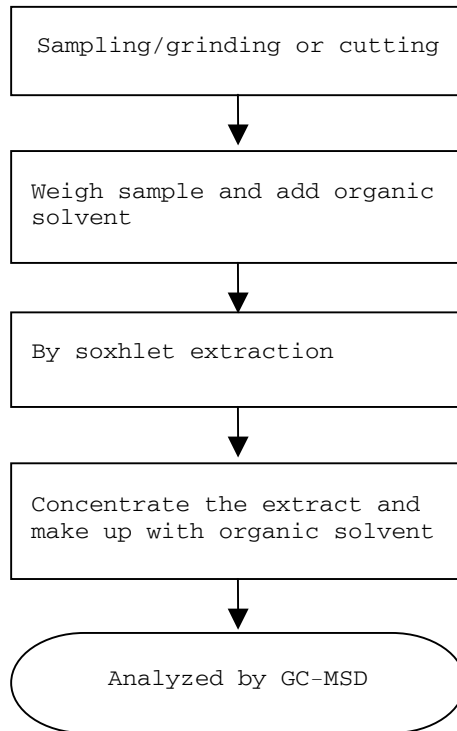 Sampling/grinding or cutting
Weigh sample and add organic
solvent
By soxhlet extraction
Concentrate the extract and
make up with organic solvent
Analyzed by GC-MSD